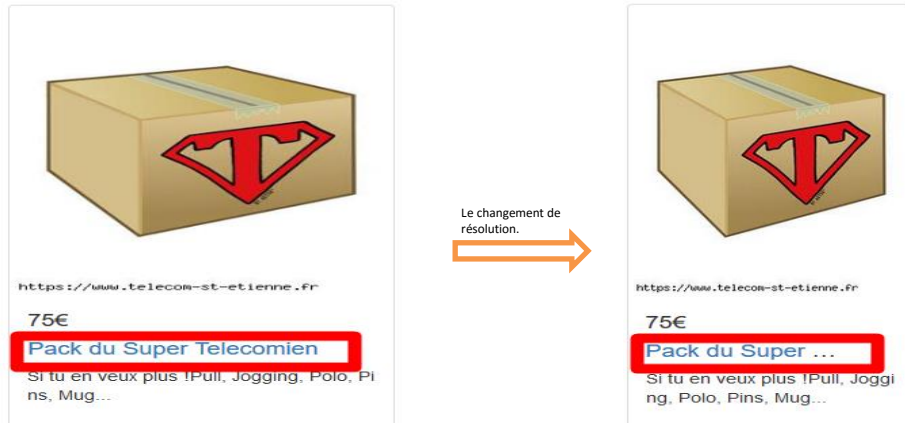 https://www.telecom-st-etienne.fr
75€
Pack du Super Telecomien
Si tu en veux plus !Pull, Jogging, Polo, Pi
ns, Mug...
Le changement de
résolution.
https://www.telecom-st-etienne.fr
75€
Pack du Super ...
Si tu en veux plus !Pull, Joggi
ng, Polo, Pins, Mug...